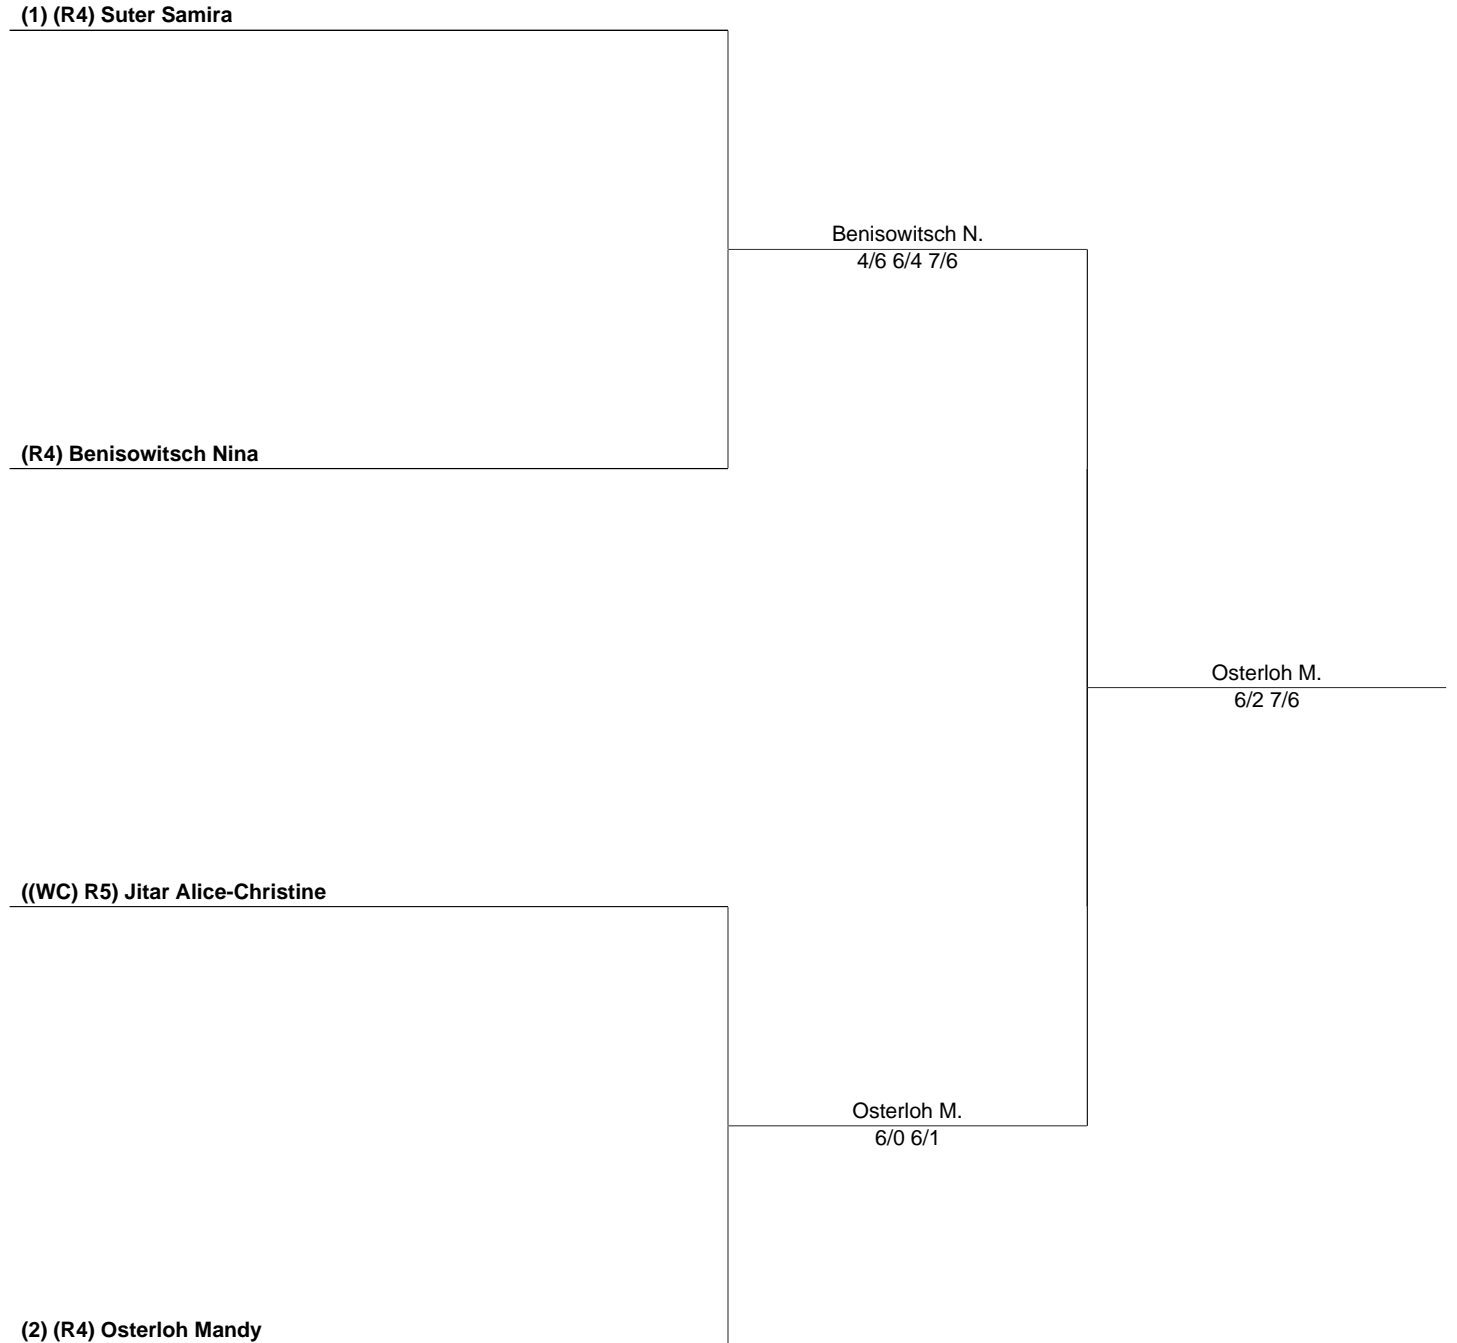 (1) (R4) Suter Samira
Benisowitsch N.
4/6 6/4 7/6
(R4) Benisowitsch Nina
Osterloh M.
6/2 7/6
((WC) R5) Jitar Alice-Christine
Osterloh M.
6/0 6/1
(2) (R4) Osterloh Mandy